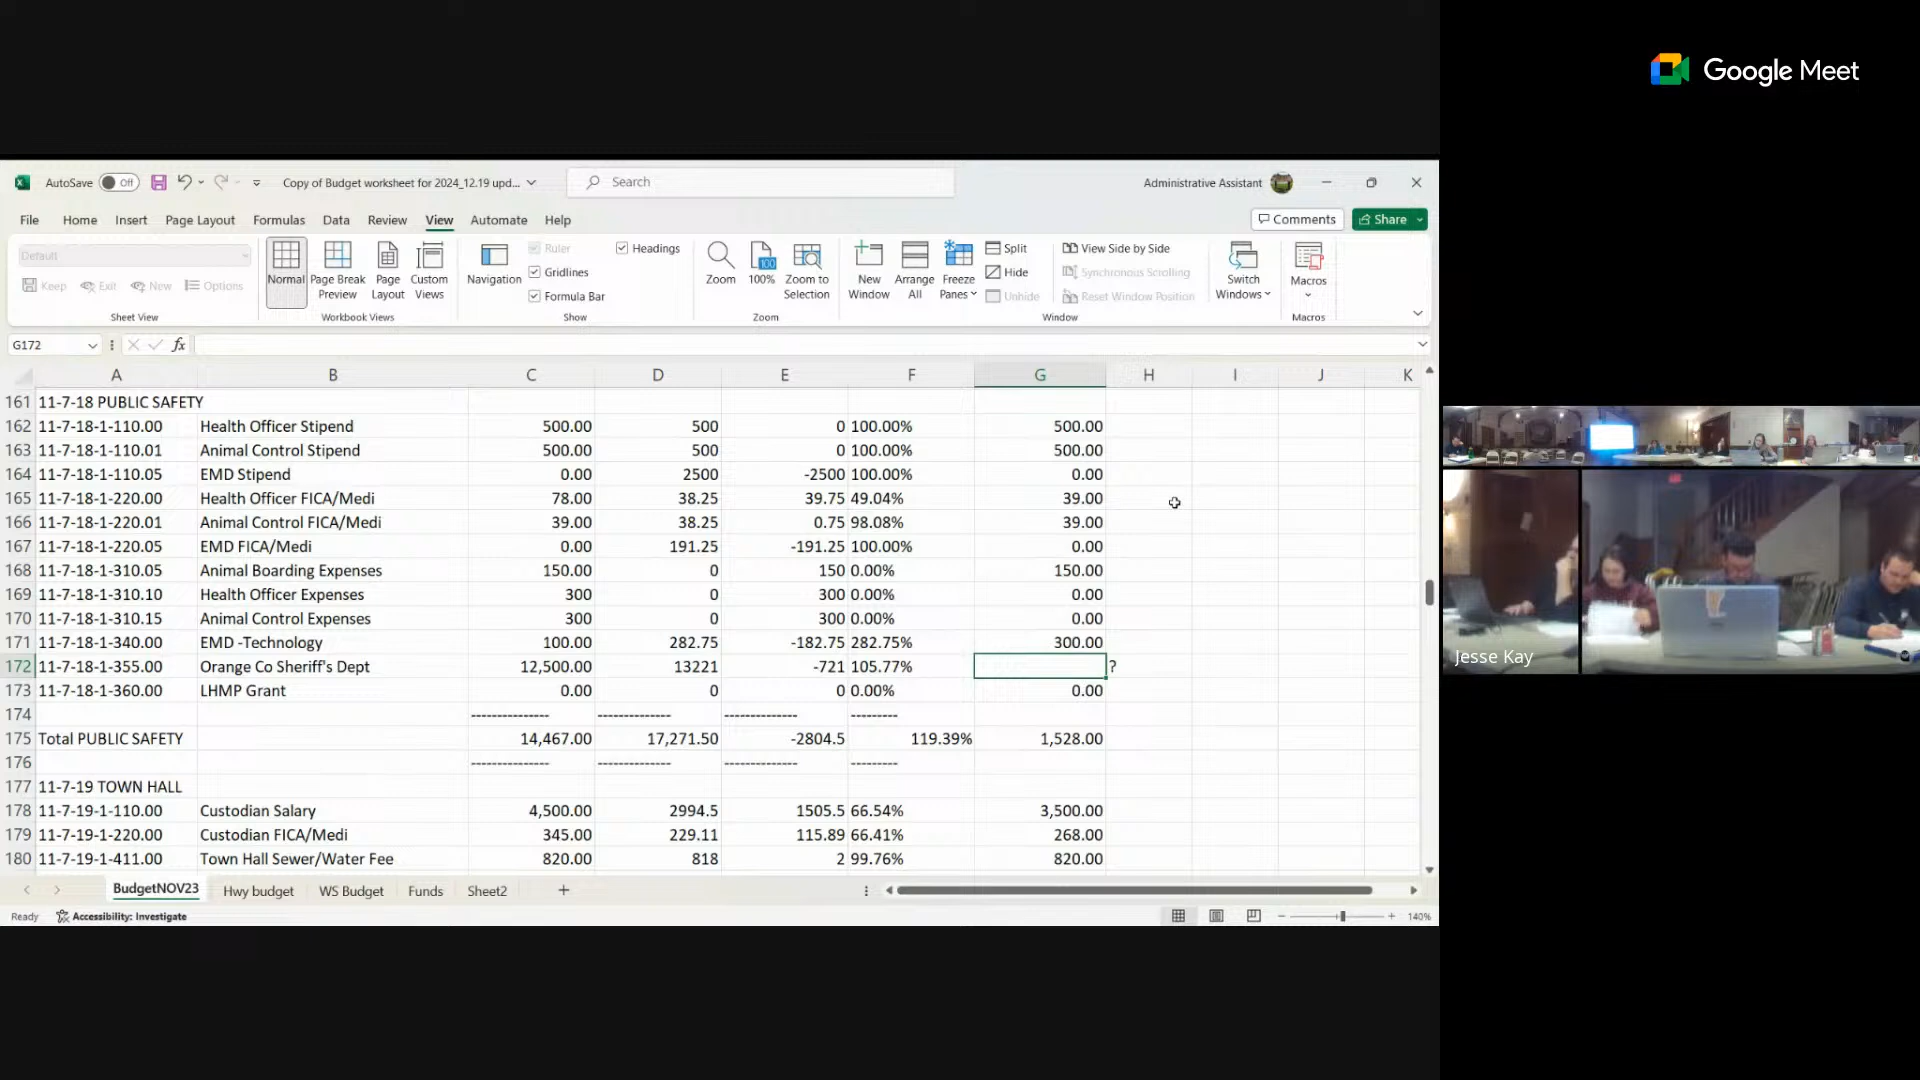 Google Meet
AutoSave Off Copy of Budget worksheet for 2024_12.19 upd... Search Administrative Assistant
File Home Insert Page Layout Formulas Data Review View Automate Help Comments Share
Default
Keep Exit New Options
Sheet View
Normal Page Break Preview Page Layout Custom Views
Workbook Views
Navigation Ruler Gridlines Formula Bar Headings
Show
Zoom 100% Zoom to Selection
Zoom
New Window Arrange All Freeze Panes Split Hide Unhide View Side by Side Synchronous Scrolling Reset Window Position Switch Windows
Window
Macros
Macros
G172 fx
A B C D E F G H I J K
161 11-7-18 PUBLIC SAFETY
162 11-7-18-1-110.00 Health Officer Stipend 500.00 500 0 100.00% 500.00
163 11-7-18-1-110.01 Animal Control Stipend 500.00 500 0 100.00% 500.00
164 11-7-18-1-110.05 EMD Stipend 0.00 2500 -2500 100.00% 0.00
165 11-7-18-1-220.00 Health Officer FICA/Medi 78.00 38.25 39.75 49.04% 39.00
166 11-7-18-1-220.01 Animal Control FICA/Medi 39.00 38.25 0.75 98.08% 39.00
167 11-7-18-1-220.05 EMD FICA/Medi 0.00 191.25 -191.25 100.00% 0.00
168 11-7-18-1-310.05 Animal Boarding Expenses 150.00 0 150 0.00% 150.00
169 11-7-18-1-310.10 Health Officer Expenses 300 0 300 0.00% 0.00
170 11-7-18-1-310.15 Animal Control Expenses 300 0 300 0.00% 0.00
171 11-7-18-1-340.00 EMD -Technology 100.00 282.75 -182.75 282.75% 300.00
172 11-7-18-1-355.00 Orange Co Sheriff's Dept 12,500.00 13221 -721 105.77% ?
173 11-7-18-1-360.00 LHMP Grant 0.00 0 0 0.00% 0.00
174 --------------- -------------- -------------- ---------
175 Total PUBLIC SAFETY 14,467.00 17,271.50 -2804.5 119.39% 1,528.00
176 --------------- -------------- -------------- ---------
177 11-7-19 TOWN HALL
178 11-7-19-1-110.00 Custodian Salary 4,500.00 2994.5 1505.5 66.54% 3,500.00
179 11-7-19-1-220.00 Custodian FICA/Medi 345.00 229.11 115.89 66.41% 268.00
180 11-7-19-1-411.00 Town Hall Sewer/Water Fee 820.00 818 2 99.76% 820.00
BudgetNOV23 Hwy budget WS Budget Funds Sheet2
Ready Accessibility: Investigate 140%
Jesse Kay